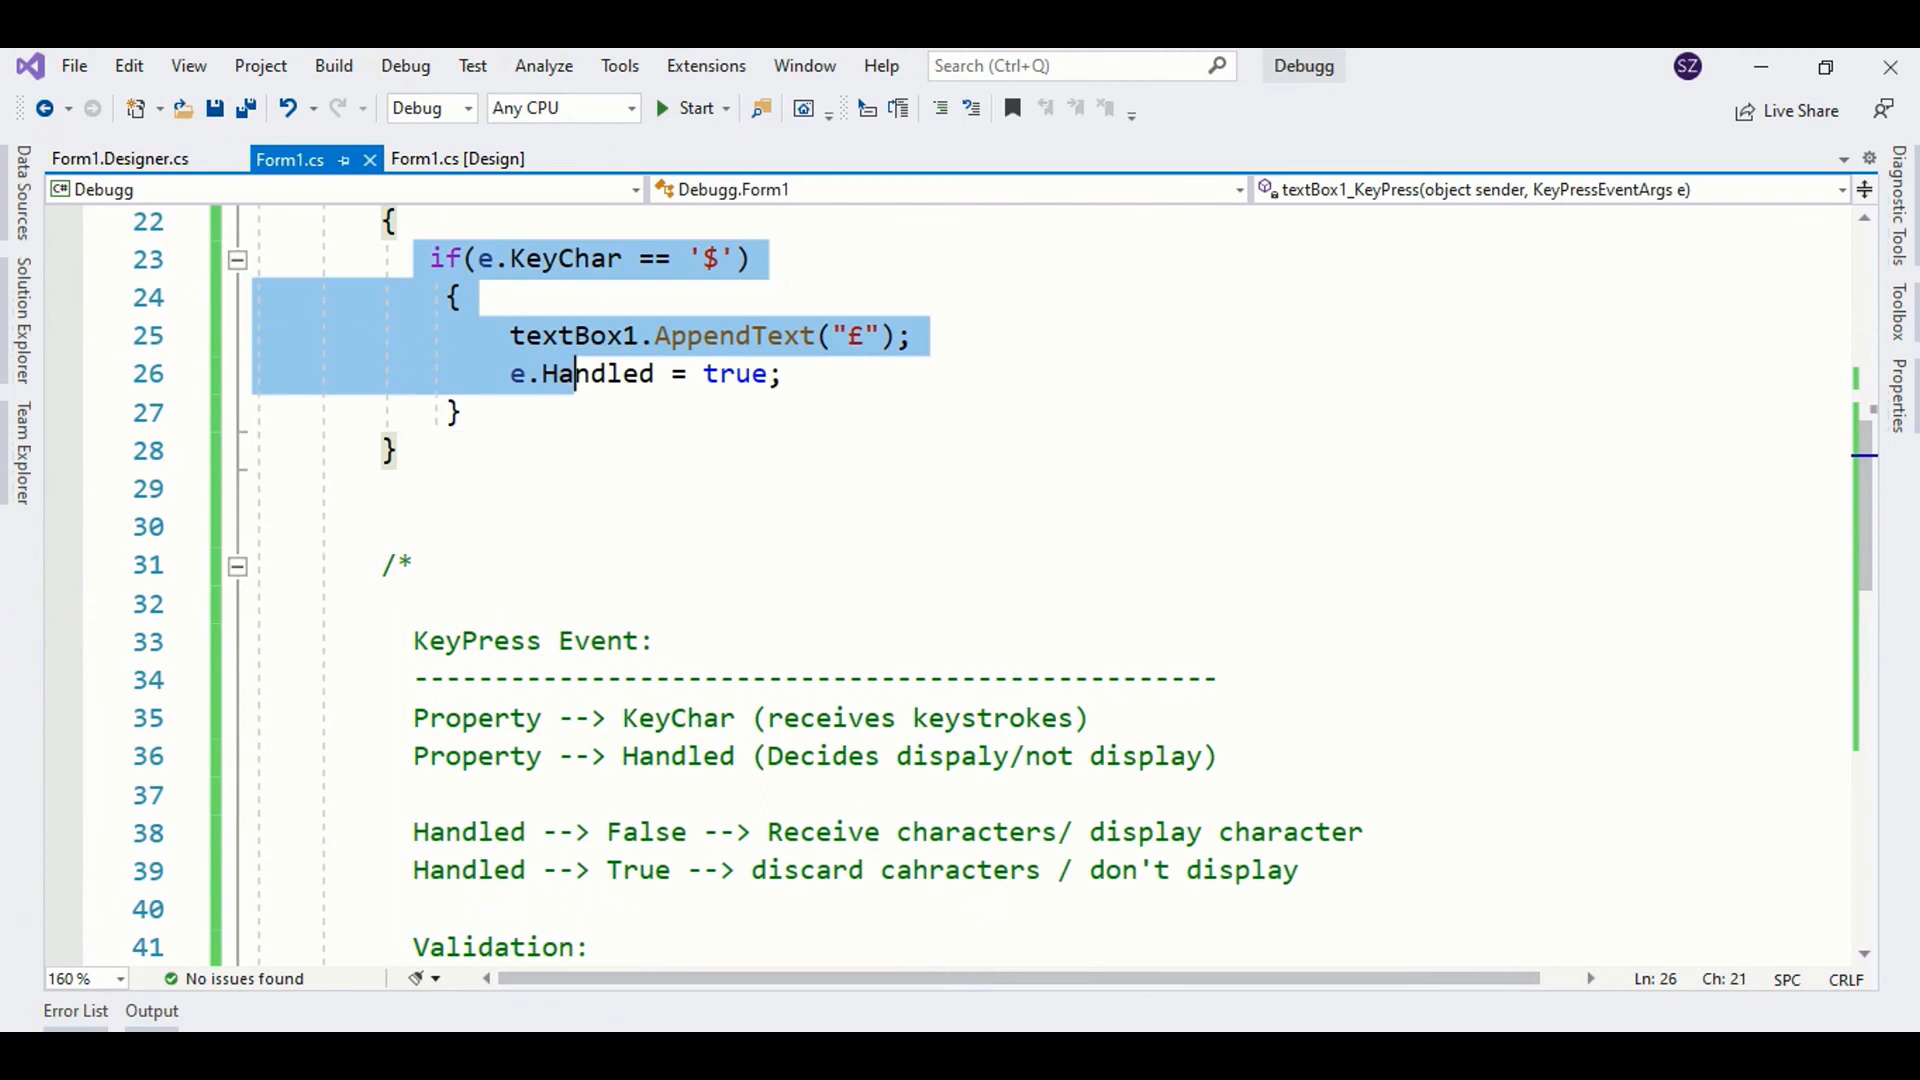 File Edit View Project Build Debug Test Analyze Tools Extensions Window Help Search (Ctrl+Q) Debugg SZ
Debug Any CPU Start Live Share
Form1.Designer.cs Form1.cs Form1.cs [Design]
C# Debugg Debugg.Form1 textBox1_KeyPress(object sender, KeyPressEventArgs e)
Data Sources
Solution Explorer
Team Explorer
22 {
23 if(e.KeyChar == '$')
24 {
25 textBox1.AppendText("£");
26 e.Handled = true;
27 }
28 }
29
30
31 /*
32
33 KeyPress Event:
34 --------------------------------------------------
35 Property --> KeyChar (receives keystrokes)
36 Property --> Handled (Decides dispaly/not display)
37
38 Handled --> False --> Receive characters/ display character
39 Handled --> True --> discard cahracters / don't display
40
41 Validation:
Diagnostic Tools
Toolbox
Properties
160 % No issues found Ln: 26 Ch: 21 SPC CRLF
Error List Output